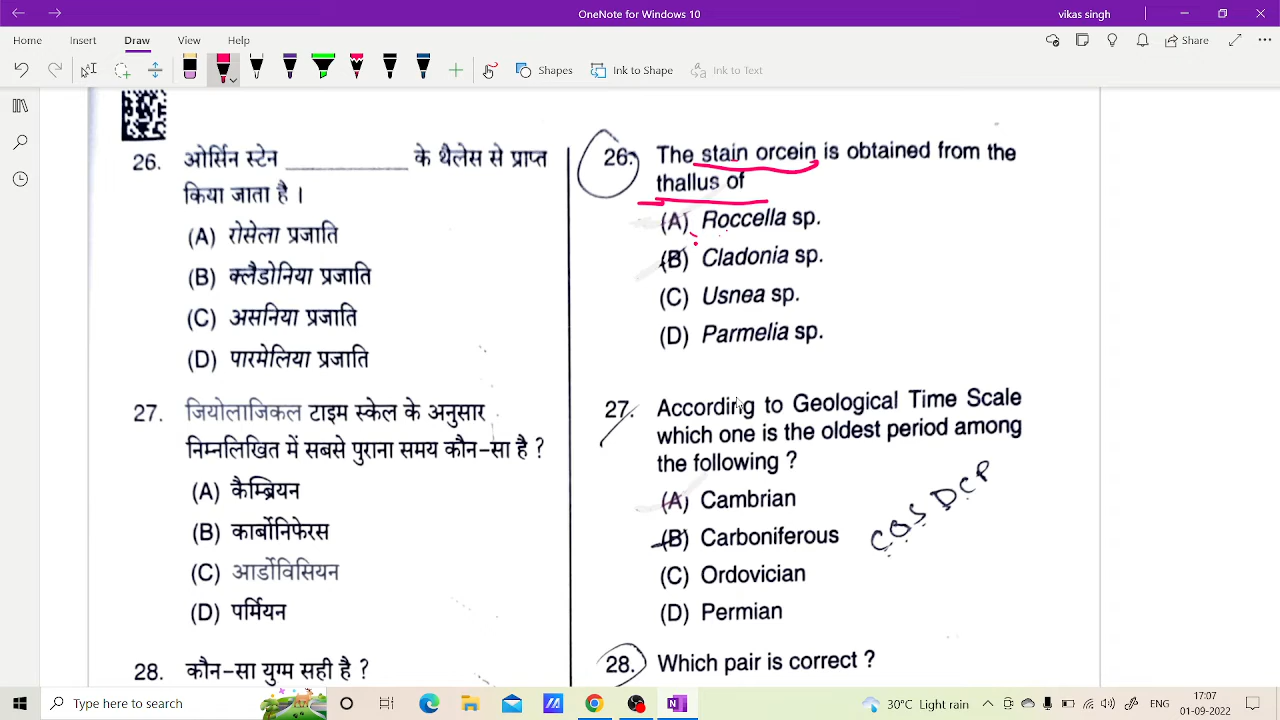 OneNote for Windows 10
vikas singh
Home
Insert
Draw
View
Help
Share
Shapes
Ink to Shape
Ink to Text
26. ओर्सिन स्टेन __________ के थैलेस से प्राप्त
किया जाता है ।
(A) रोसेला प्रजाति
(B) क्लैडोनिया प्रजाति
(C) असनिया प्रजाति
(D) पारमेलिया प्रजाति
27. जियोलाजिकल टाइम स्केल के अनुसार
निम्नलिखित में सबसे पुराना समय कौन-सा है ?
(A) कैम्ब्रियन
(B) कार्बोनिफेरस
(C) आर्डोविसियन
(D) पर्मियन
28. कौन-सा युग्म सही है ?
26. The stain orcein is obtained from the
thallus of
(A) Roccella sp.
(B) Cladonia sp.
(C) Usnea sp.
(D) Parmelia sp.
27. According to Geological Time Scale
which one is the oldest period among
the following ?
(A) Cambrian
(B) Carboniferous
(C) Ordovician
(D) Permian
C O S D C P
28. Which pair is correct ?
Type here to search
30°C Light rain
ENG
17:07
01-09-2022